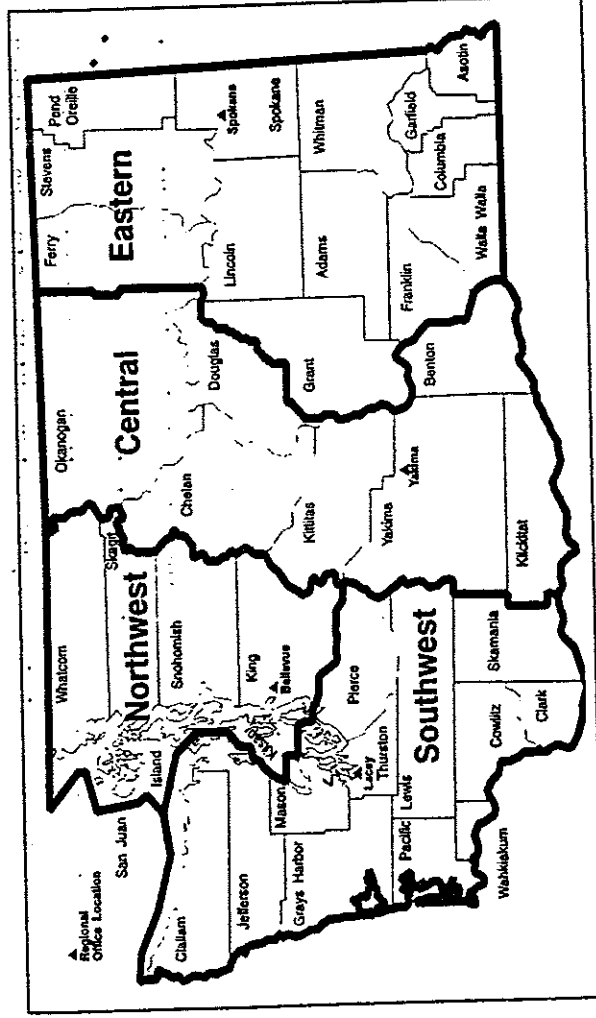 ▲ Regional
Office Location
San Juan
Whatcom
Skagit
Island
Northwest
Snohomish
King
▲
Bellevue
Kitsap
Okanogan
Central
Chelan
Douglas
Kittitas
Grant
Yakima
▲
Yakima
Benton
Klickitat
Ferry
Stevens
Pend
Oreille
Eastern
Lincoln
▲
Spokane
Spokane
Adams
Whitman
Franklin
Garfield
Columbia
Asotin
Walla Walla
Clallam
Jefferson
Grays Harbor
Mason
Pierce
▲
Lacey
Thurston
Lewis
Pacific
Southwest
Wahkiakum
Cowlitz
Clark
Skamania